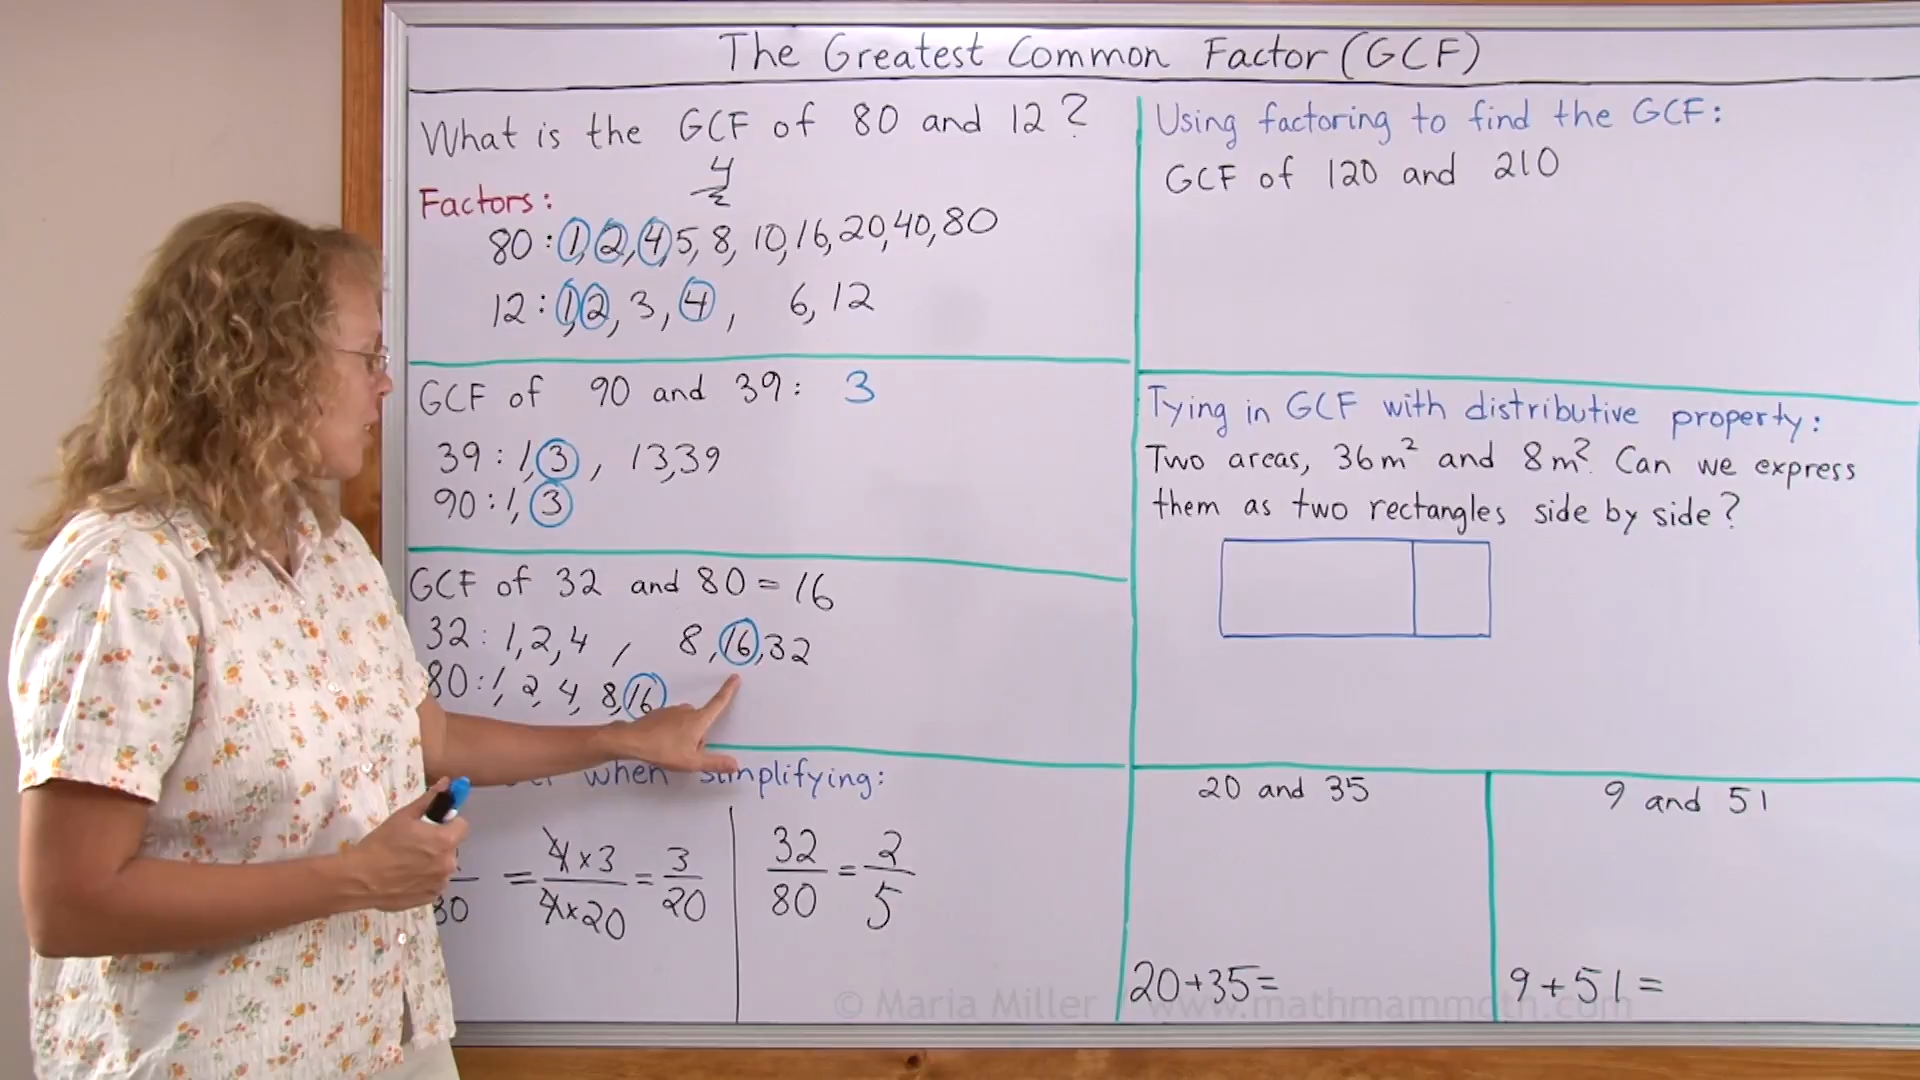 The Greatest Common Factor (GCF)
What is the GCF of 80 and 12?
4
2
Factors:
80: 1, 2, 4, 5, 8, 10, 16, 20, 40, 80
12: 1, 2, 3, 4, 6, 12
GCF of 90 and 39: 3
39: 1, 3, 13, 39
90: 1, 3
GCF of 32 and 80 = 16
32: 1, 2, 4, 8, 16, 32
80: 1, 2, 4, 8, 16
when simplifying:
80 = 4 x 3 / 4 x 20 = 3 / 20
32 / 80 = 2 / 5
Using factoring to find the GCF:
GCF of 120 and 210
Tying in GCF with distributive property:
Two areas, 36 m² and 8 m². Can we express
them as two rectangles side by side?
20 and 35
20+35=
9 and 51
9+51=
© Maria Miller www.mathmammoth.com